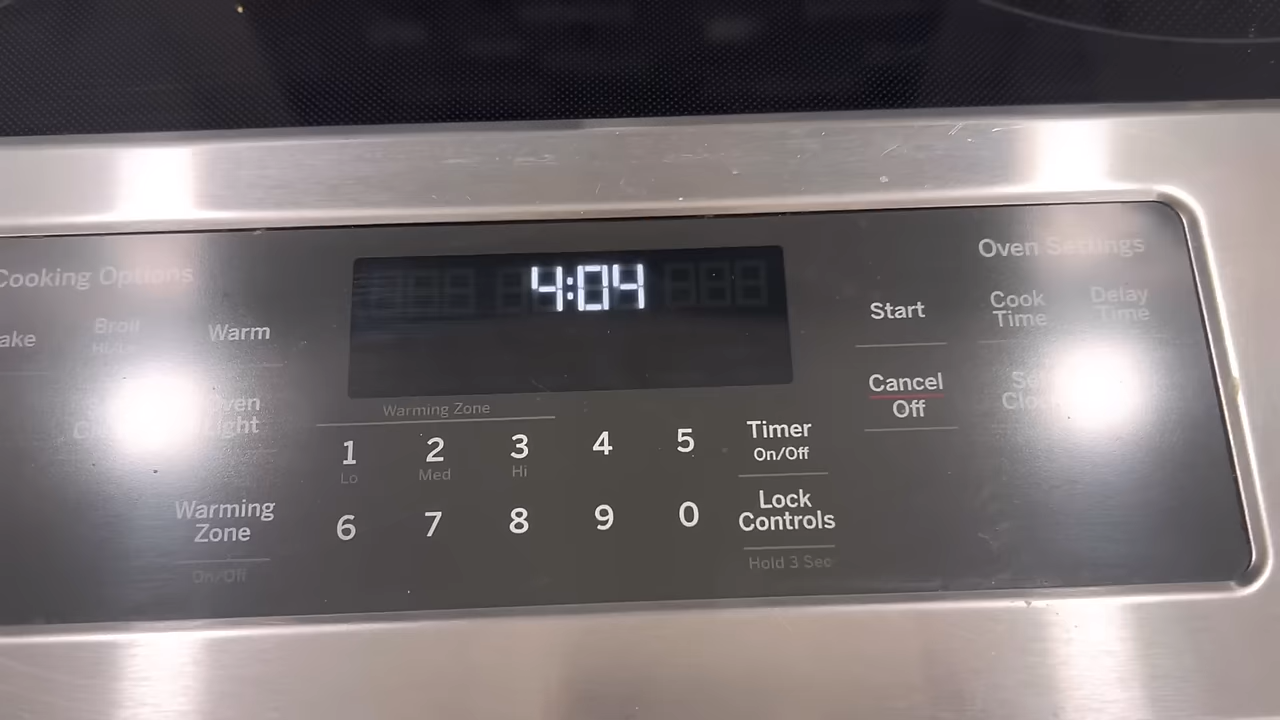 Cooking Options
Broil
Warm
Warming
Zone
On/Off
4:04
Warming Zone
1
2
3
4
5
Lo
Med
Hi
6
7
8
9
0
Timer
On/Off
Lock
Controls
Hold 3 Sec
Oven Settings
Start
Cook
Time
Delay
Time
Cancel
Off